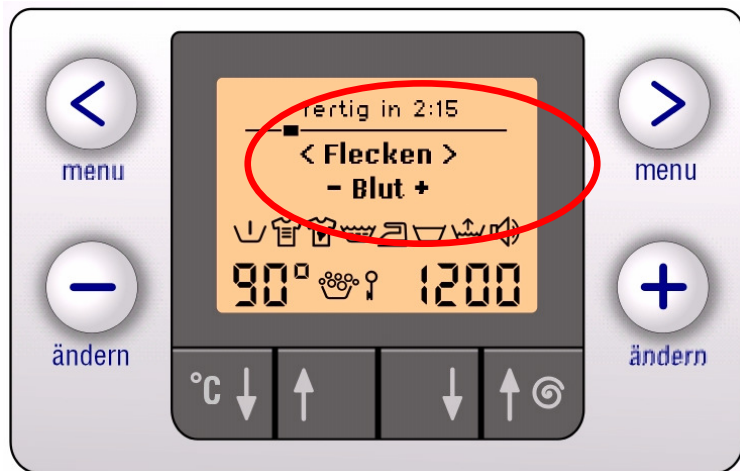 fertig in 2:15
< Flecken >
- Blut +
90° 1200
< >
menu menu
- +
ändern ändern
°C